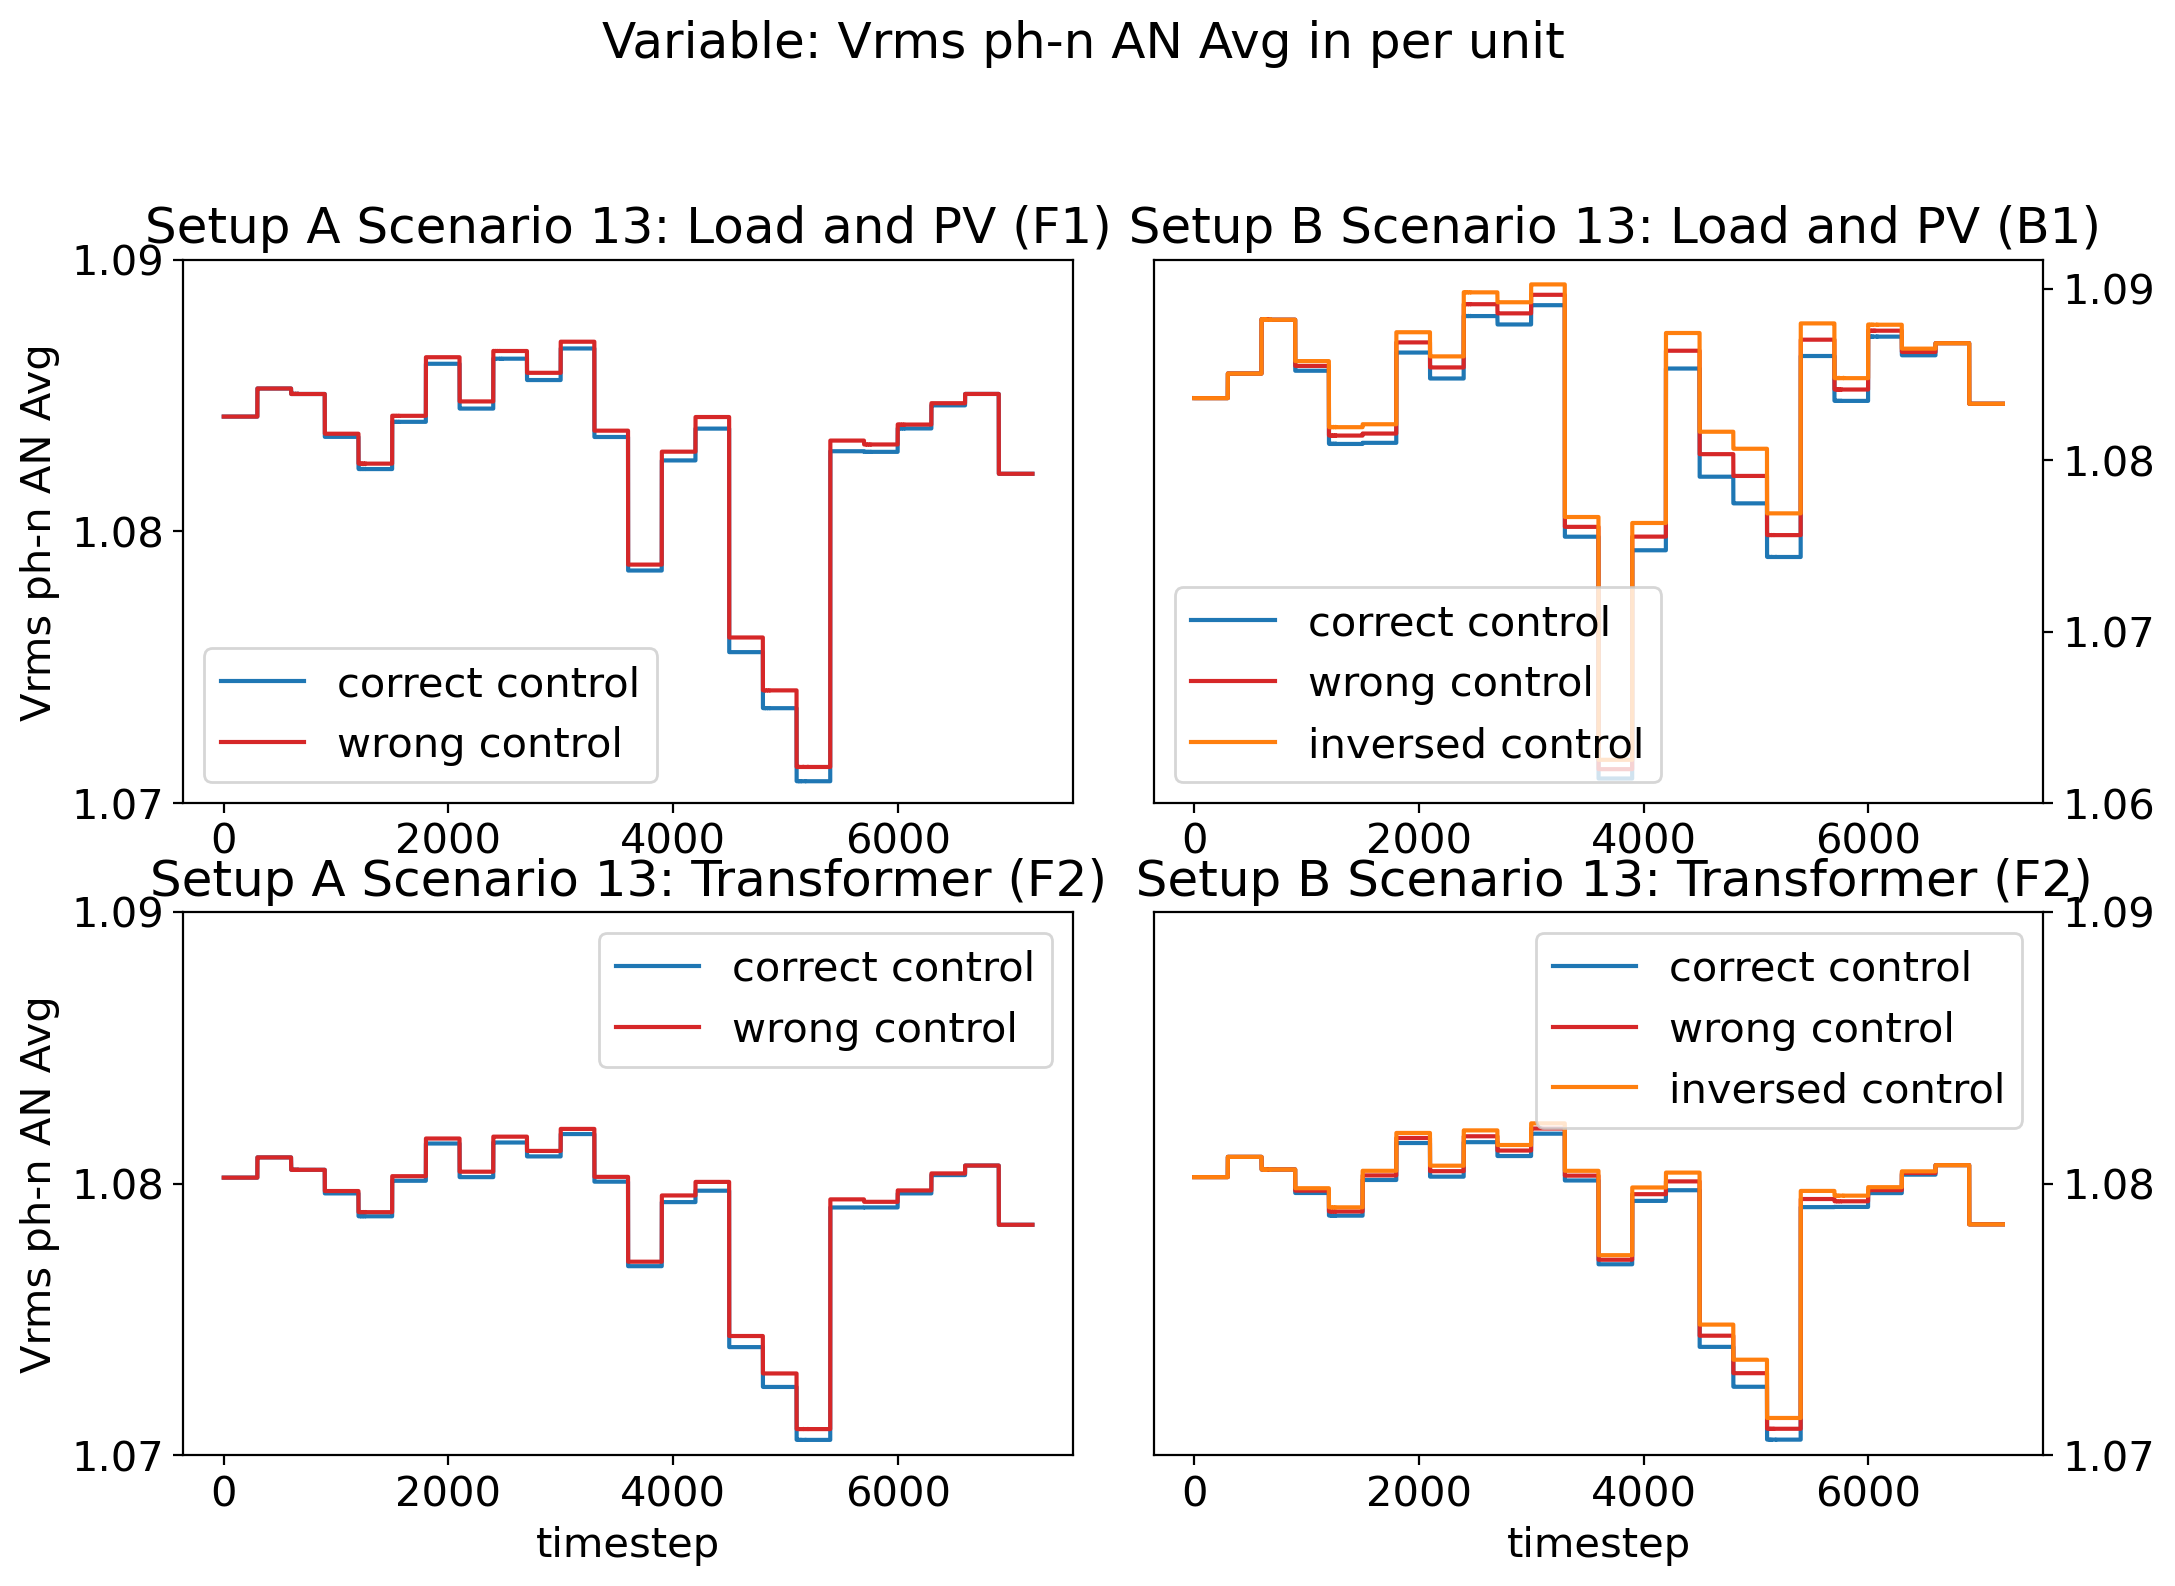 Variable: Vrms ph-n AN Avg in per unit
Setup A Scenario 13: Load and PV (F1)
Vrms ph-n AN Avg
1.09
1.08
1.07
0 2000 4000 6000
correct control
wrong control
Setup B Scenario 13: Load and PV (B1)
1.09
1.08
1.07
1.06
0 2000 4000 6000
correct control
wrong control
inversed control
Setup A Scenario 13: Transformer (F2)
Vrms ph-n AN Avg
1.09
1.08
1.07
0 2000 4000 6000
timestep
correct control
wrong control
Setup B Scenario 13: Transformer (F2)
1.09
1.08
1.07
0 2000 4000 6000
timestep
correct control
wrong control
inversed control